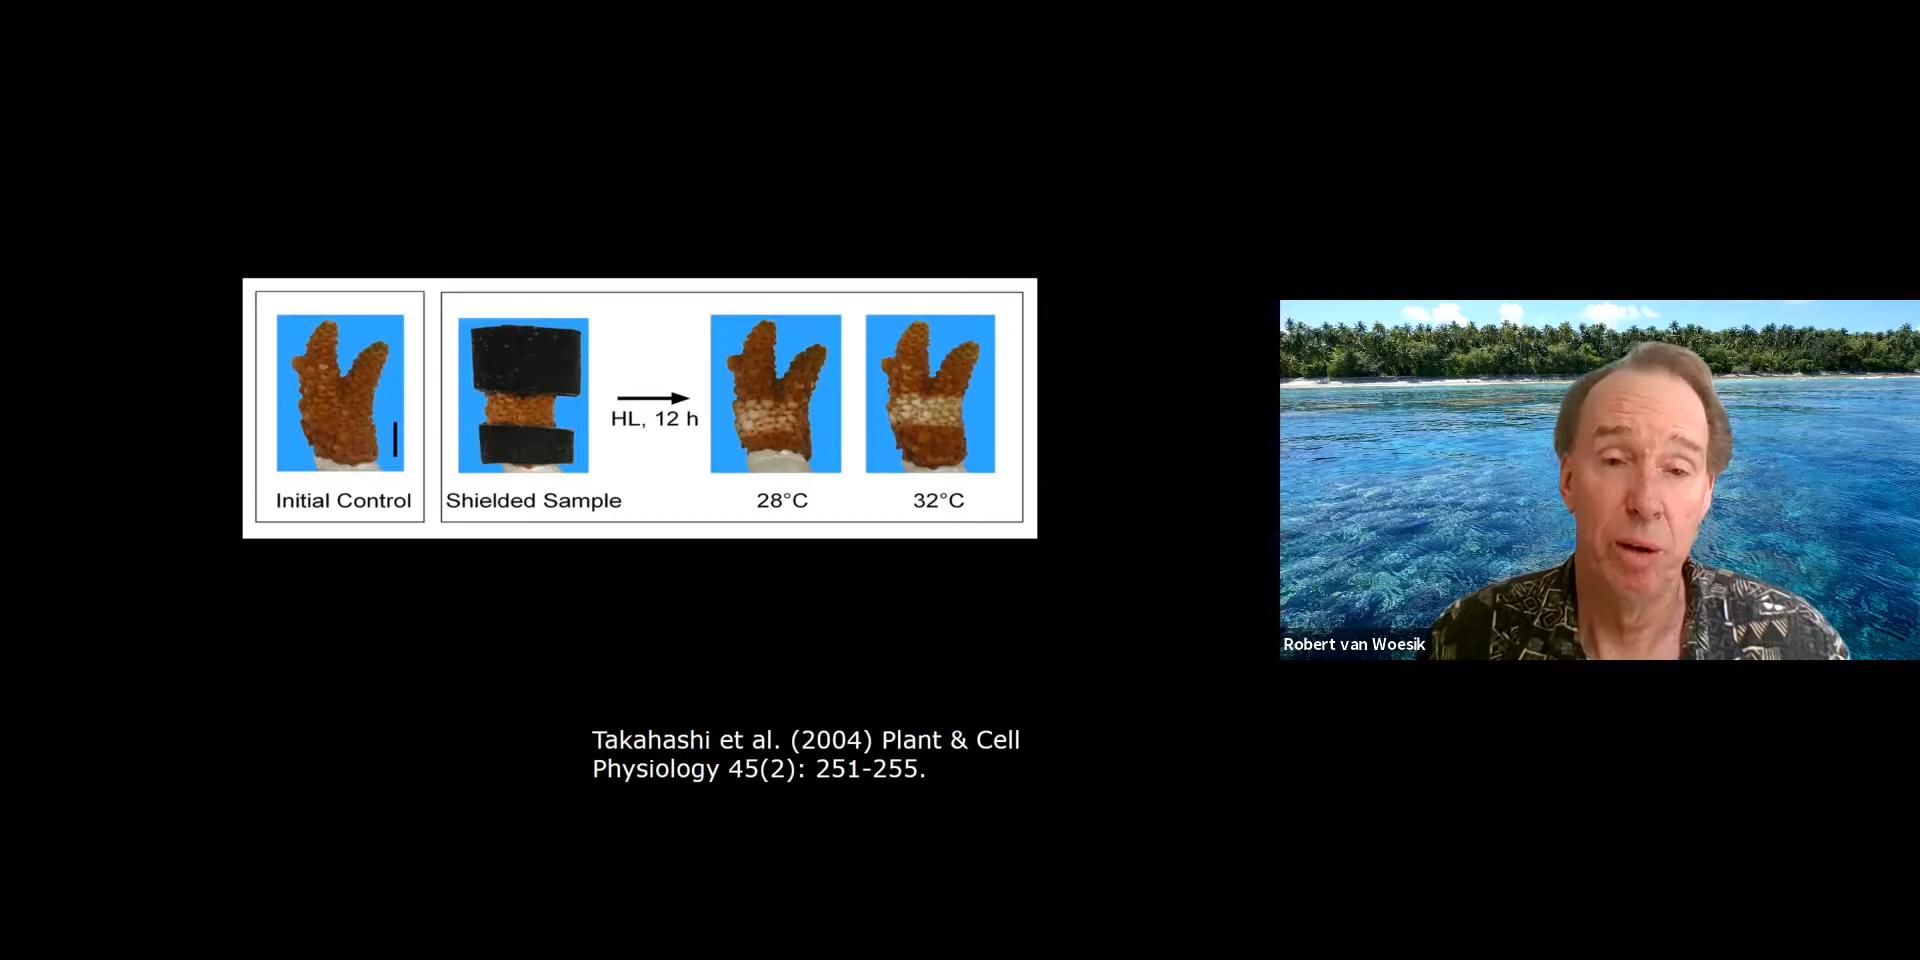 Initial Control
Shielded Sample
HL, 12 h
28°C
32°C
Robert van Woesik
Takahashi et al. (2004) Plant & Cell
Physiology 45(2): 251-255.